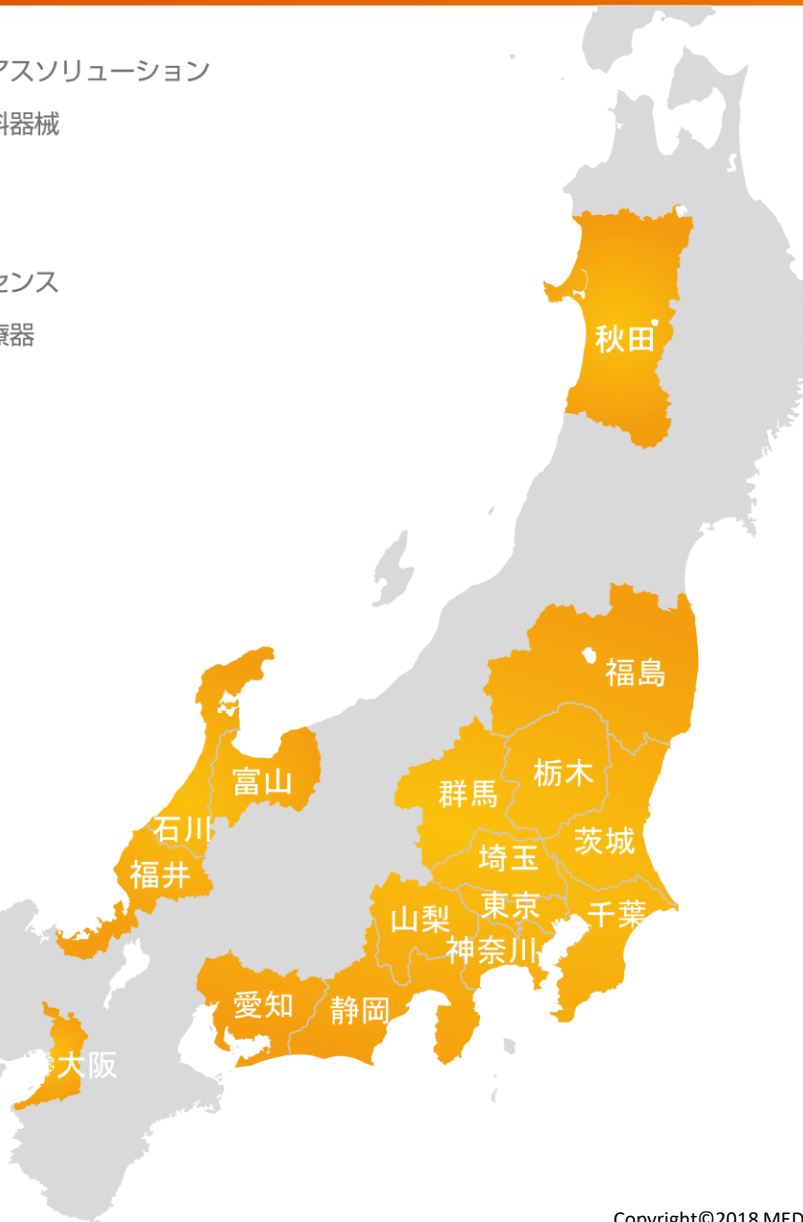 アスソリューション
科器械
センス
療器
秋田
福島
富山
石川
福井
群馬
栃木
茨城
埼玉
東京
千葉
山梨
神奈川
愛知
静岡
大阪
Copyright©2018 MED